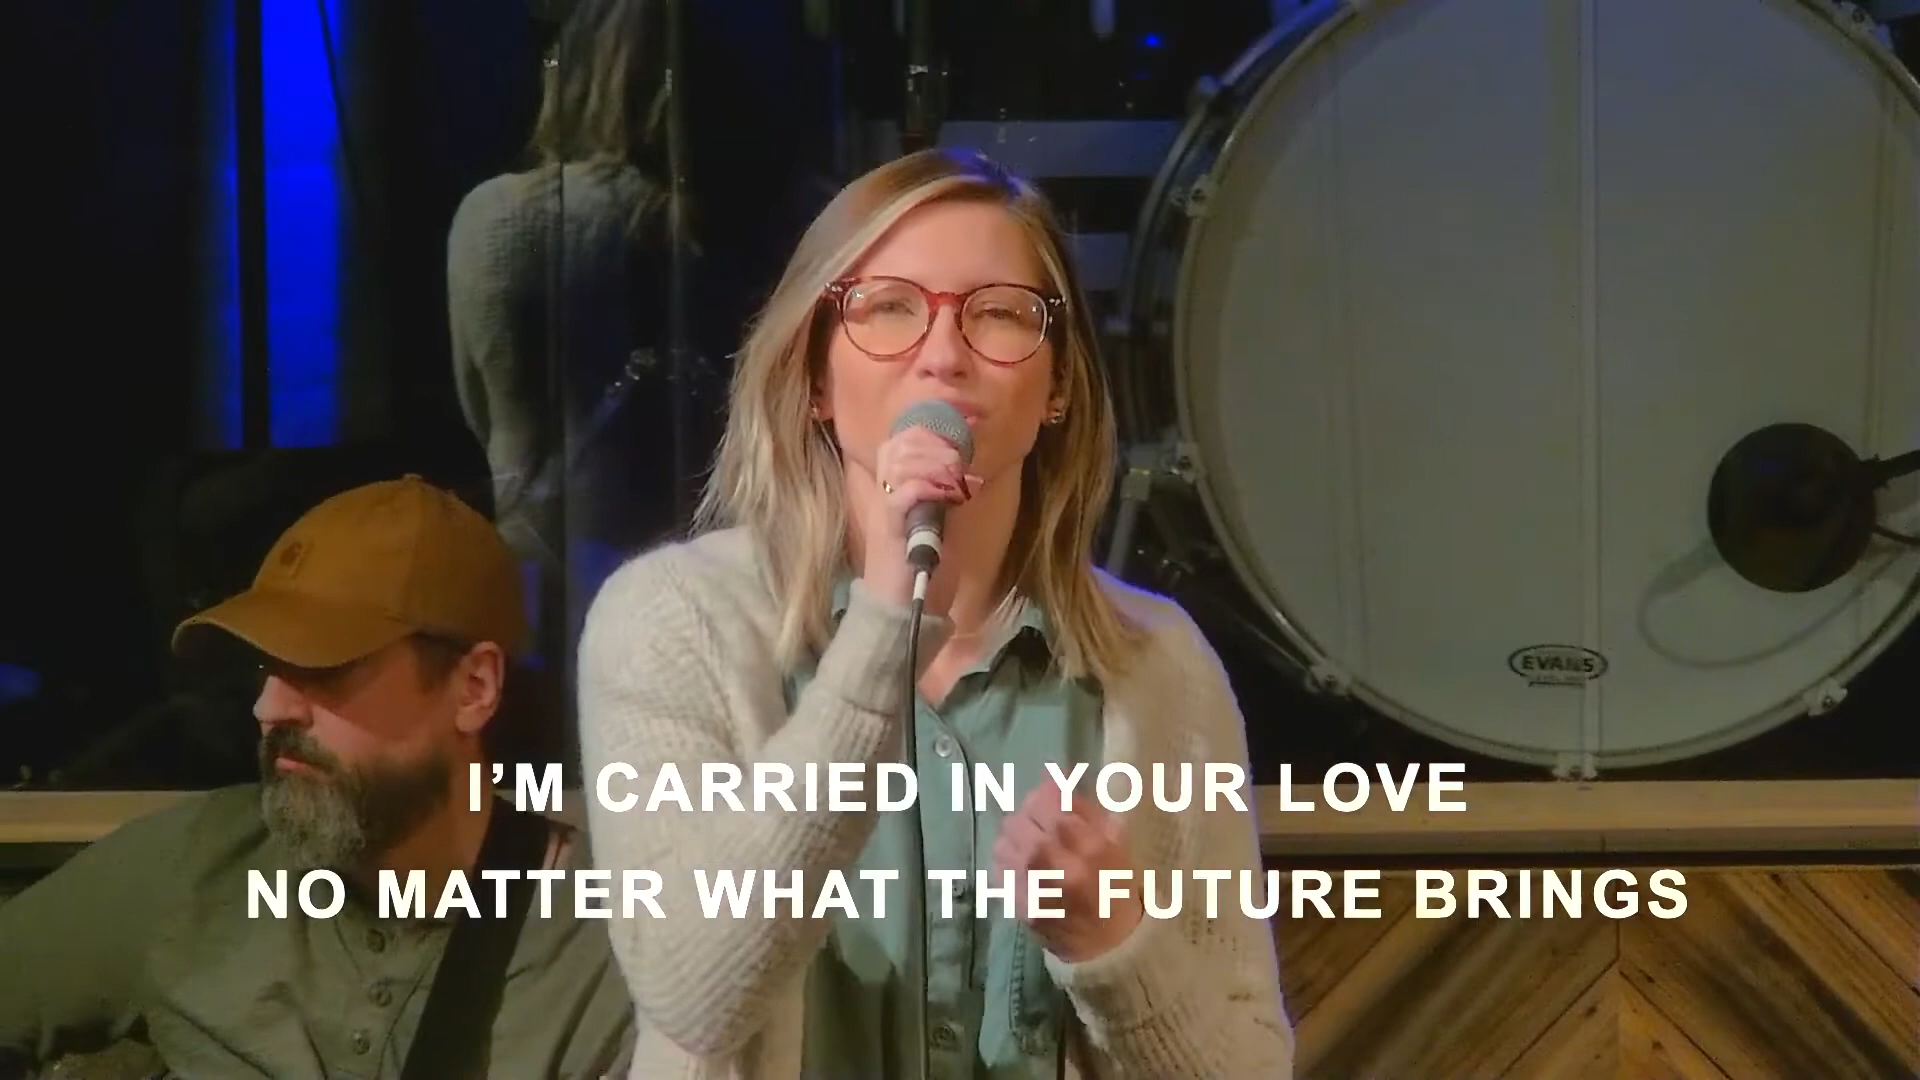 EVANS
I’M CARRIED IN YOUR LOVE
NO MATTER WHAT THE FUTURE BRINGS